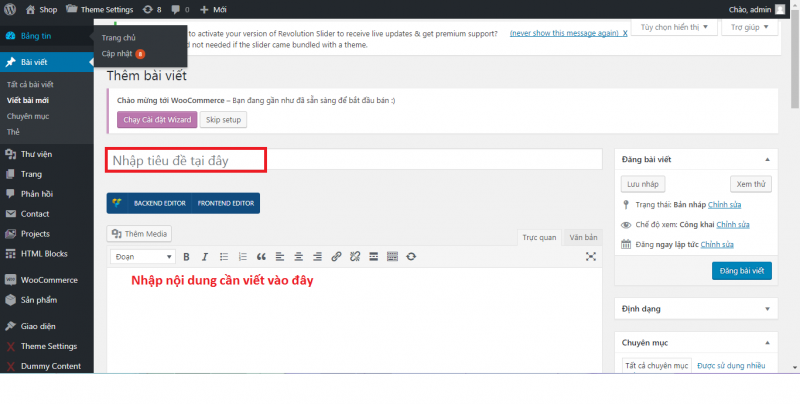 Home Shop
Theme Settings
8
0
Mới
Chào, admin
Bảng tin
Trang chủ
Cập nhật 8
to activate your version of Revolution Slider to receive live updates & get premium support?
(never show this message again) X
d not needed if the slider came bundled with a theme.
Tùy chọn hiển thị
Trợ giúp
Bài viết
Tất cả bài viết
Viết bài mới
Chuyên mục
Thẻ
Thư viện
Trang
Phản hồi
Contact
Projects
HTML Blocks
WooCommerce
Sản phẩm
Giao diện
Theme Settings
Dummy Content
Thêm bài viết
Chào mừng tới WooCommerce – Bạn đang gần như đã sẵn sàng để bắt đầu bán :)
Chạy Cài đặt Wizard
Skip setup
Nhập tiêu đề tại đây
BACKEND EDITOR
FRONTEND EDITOR
Thêm Media
Trực quan
Văn bản
Đoạn
B I
Nhập nội dung cần viết vào đây
Đăng bài viết
Lưu nháp
Xem thử
Trạng thái: Bản nháp Chỉnh sửa
Chế độ xem: Công khai Chỉnh sửa
Đăng ngay lập tức Chỉnh sửa
Đăng bài viết
Định dạng
Chuyên mục
Tất cả chuyên mục
Được sử dụng nhiều